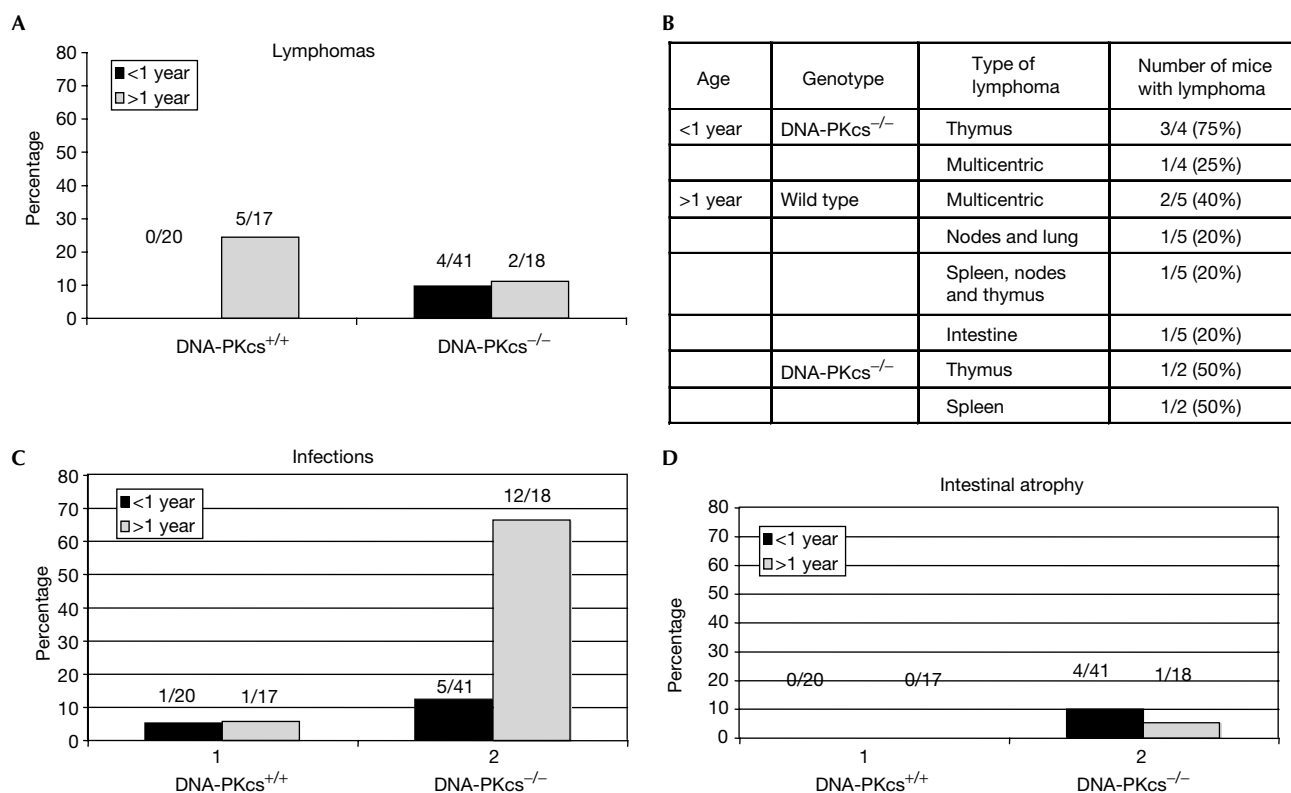 A
Lymphomas
80
70
60
50
40
30
20
10
0
Percentage
<1 year
>1 year
0/20
5/17
4/41
2/18
DNA-PKcs+/+
DNA-PKcs−/−
B
Age
Genotype
Type of
lymphoma
Number of mice
with lymphoma
<1 year
DNA-PKcs−/−
Thymus
3/4 (75%)
Multicentric
1/4 (25%)
>1 year
Wild type
Multicentric
2/5 (40%)
Nodes and lung
1/5 (20%)
Spleen, nodes
and thymus
1/5 (20%)
Intestine
1/5 (20%)
DNA-PKcs−/−
Thymus
1/2 (50%)
Spleen
1/2 (50%)
C
Infections
80
70
60
50
40
30
20
10
0
Percentage
<1 year
>1 year
1/20
1/17
5/41
12/18
1
2
DNA-PKcs+/+
DNA-PKcs−/−
D
Intestinal atrophy
80
70
60
50
40
30
20
10
0
Percentage
<1 year
>1 year
0/20
0/17
4/41
1/18
1
2
DNA-PKcs+/+
DNA-PKcs−/−